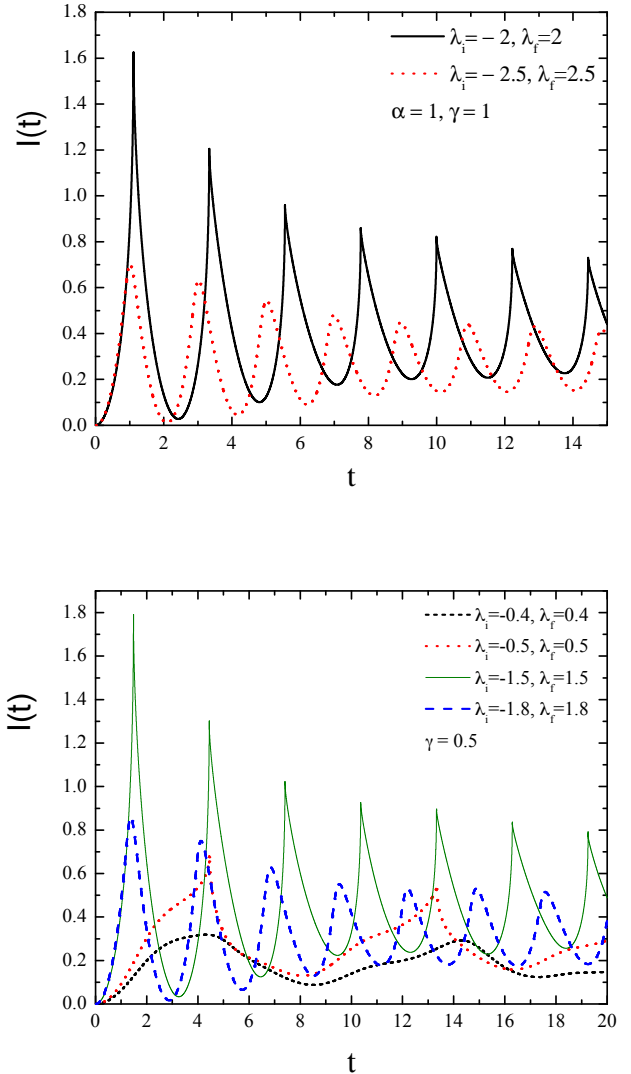 1.8
1.6
1.4
1.2
1.0
0.8
0.6
0.4
0.2
0.0
I(t)
λi= − 2, λf=2
λi= − 2.5, λf=2.5
α = 1, γ = 1
0 2 4 6 8 10 12 14
t
1.8
1.6
1.4
1.2
1.0
0.8
0.6
0.4
0.2
0.0
I(t)
λi=-0.4, λf=0.4
λi=-0.5, λf=0.5
λi=-1.5, λf=1.5
λi=-1.8, λf=1.8
γ = 0.5
0 2 4 6 8 10 12 14 16 18 20
t